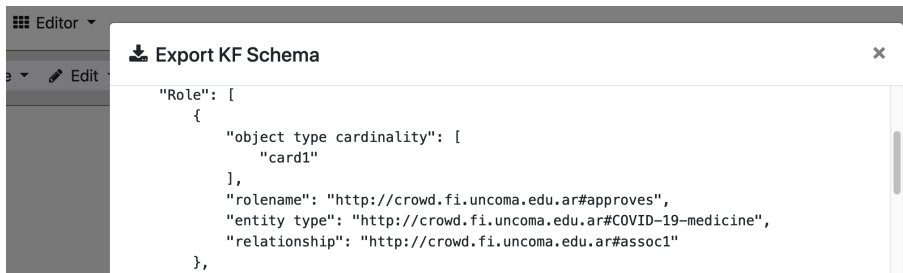 Editor
Export KF Schema ×
e Edit
"Role": [
{
"object type cardinality": [
"card1"
],
"rolename": "http://crowd.fi.uncoma.edu.ar#approves",
"entity type": "http://crowd.fi.uncoma.edu.ar#COVID-19-medicine",
"relationship": "http://crowd.fi.uncoma.edu.ar#assoc1"
},